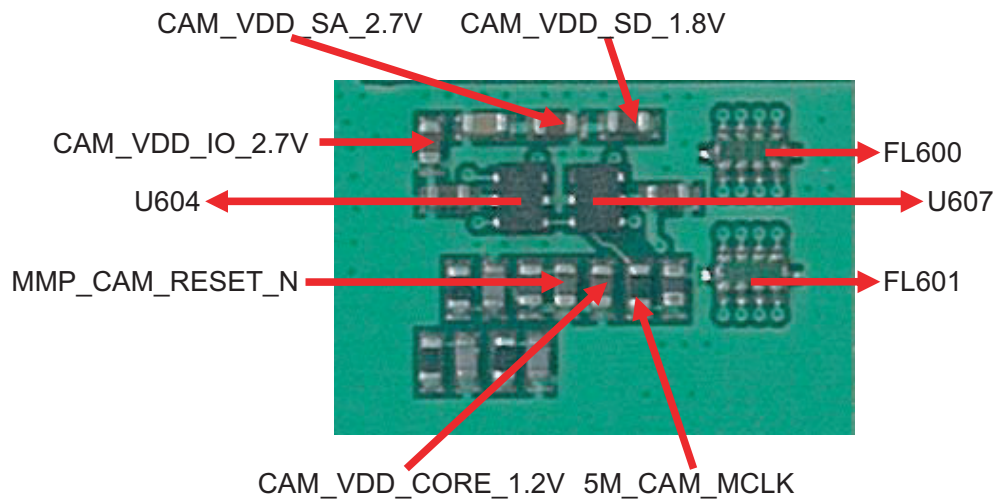 CAM_VDD_SA_2.7V CAM_VDD_SD_1.8V
CAM_VDD_IO_2.7V
FL600
U604
U607
MMP_CAM_RESET_N
FL601
CAM_VDD_CORE_1.2V 5M_CAM_MCLK